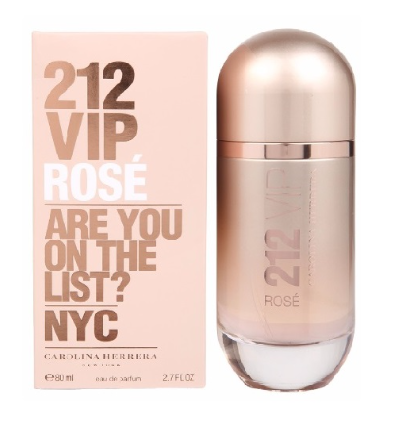 212
VIP
ROSÉ
ARE YOU
ON THE
LIST?
NYC
CAROLINA HERRERA
NEW YORK
℮80 ml eau de parfum 2,7 FL OZ
212 VIP
ROSÉ